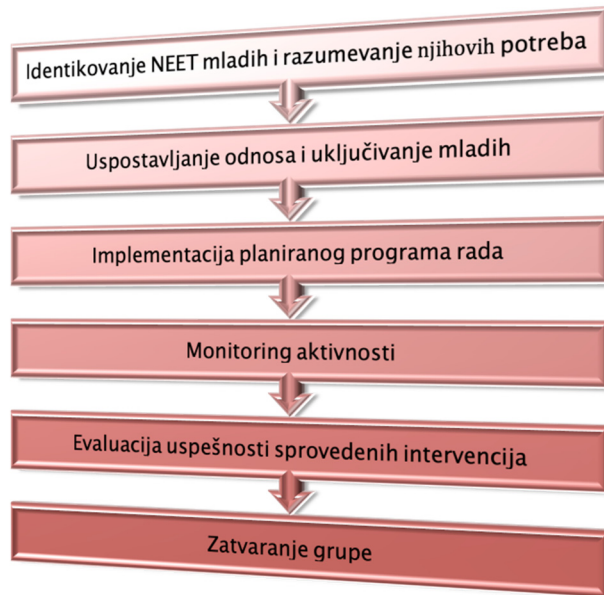 Identikovanje NEET mladih i razumevanje njihovih potreba
Uspostavljanje odnosa i uključivanje mladih
Implementacija planiranog programa rada
Monitoring aktivnosti
Evaluacija uspešnosti sprovedenih intervencija
Zatvaranje grupe